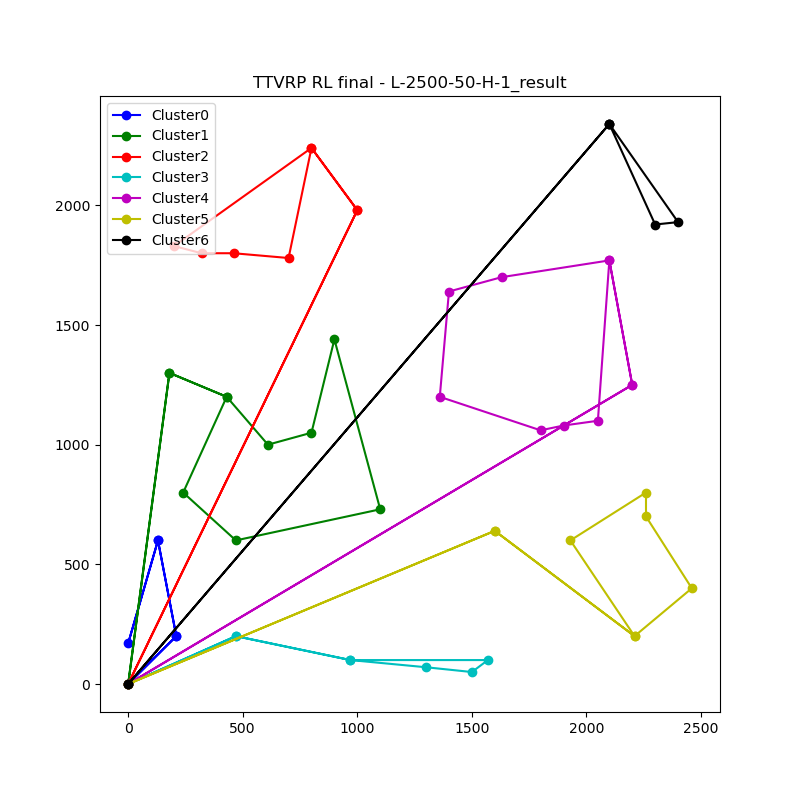 TTVRP RL final - L-2500-50-H-1_result
Cluster0
Cluster1
Cluster2
Cluster3
Cluster4
Cluster5
Cluster6
2000
1500
1000
500
0
0 500 1000 1500 2000 2500